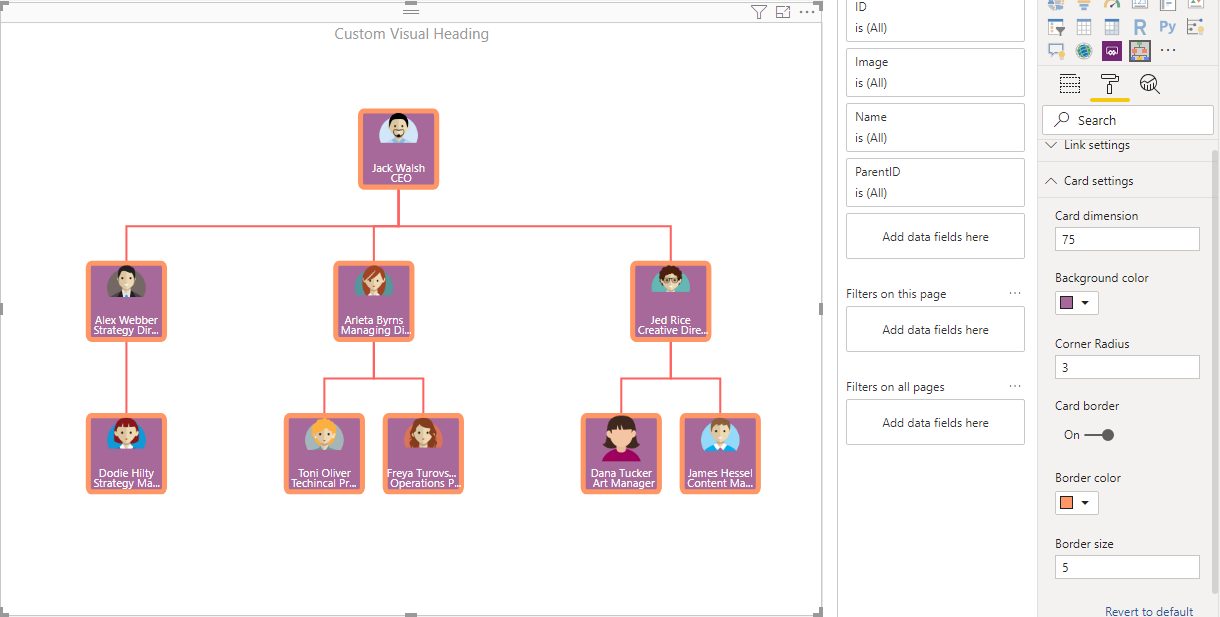 Custom Visual Heading
Jack Walsh
CEO
Alex Webber
Strategy Dir...
Arleta Byrns
Managing Di...
Jed Rice
Creative Dire...
Dodie Hilty
Strategy Ma...
Toni Oliver
Techincal Pr...
Freya Turovs...
Operations P...
Dana Tucker
Art Manager
James Hessel
Content Ma...
ID
is (All)
Image
is (All)
Name
is (All)
ParentID
is (All)
Add data fields here
Filters on this page
Add data fields here
Filters on all pages
Add data fields here
R
Py
Search
Link settings
Card settings
Card dimension
75
Background color
Corner Radius
3
Card border
On
Border color
Border size
5
Revert to default